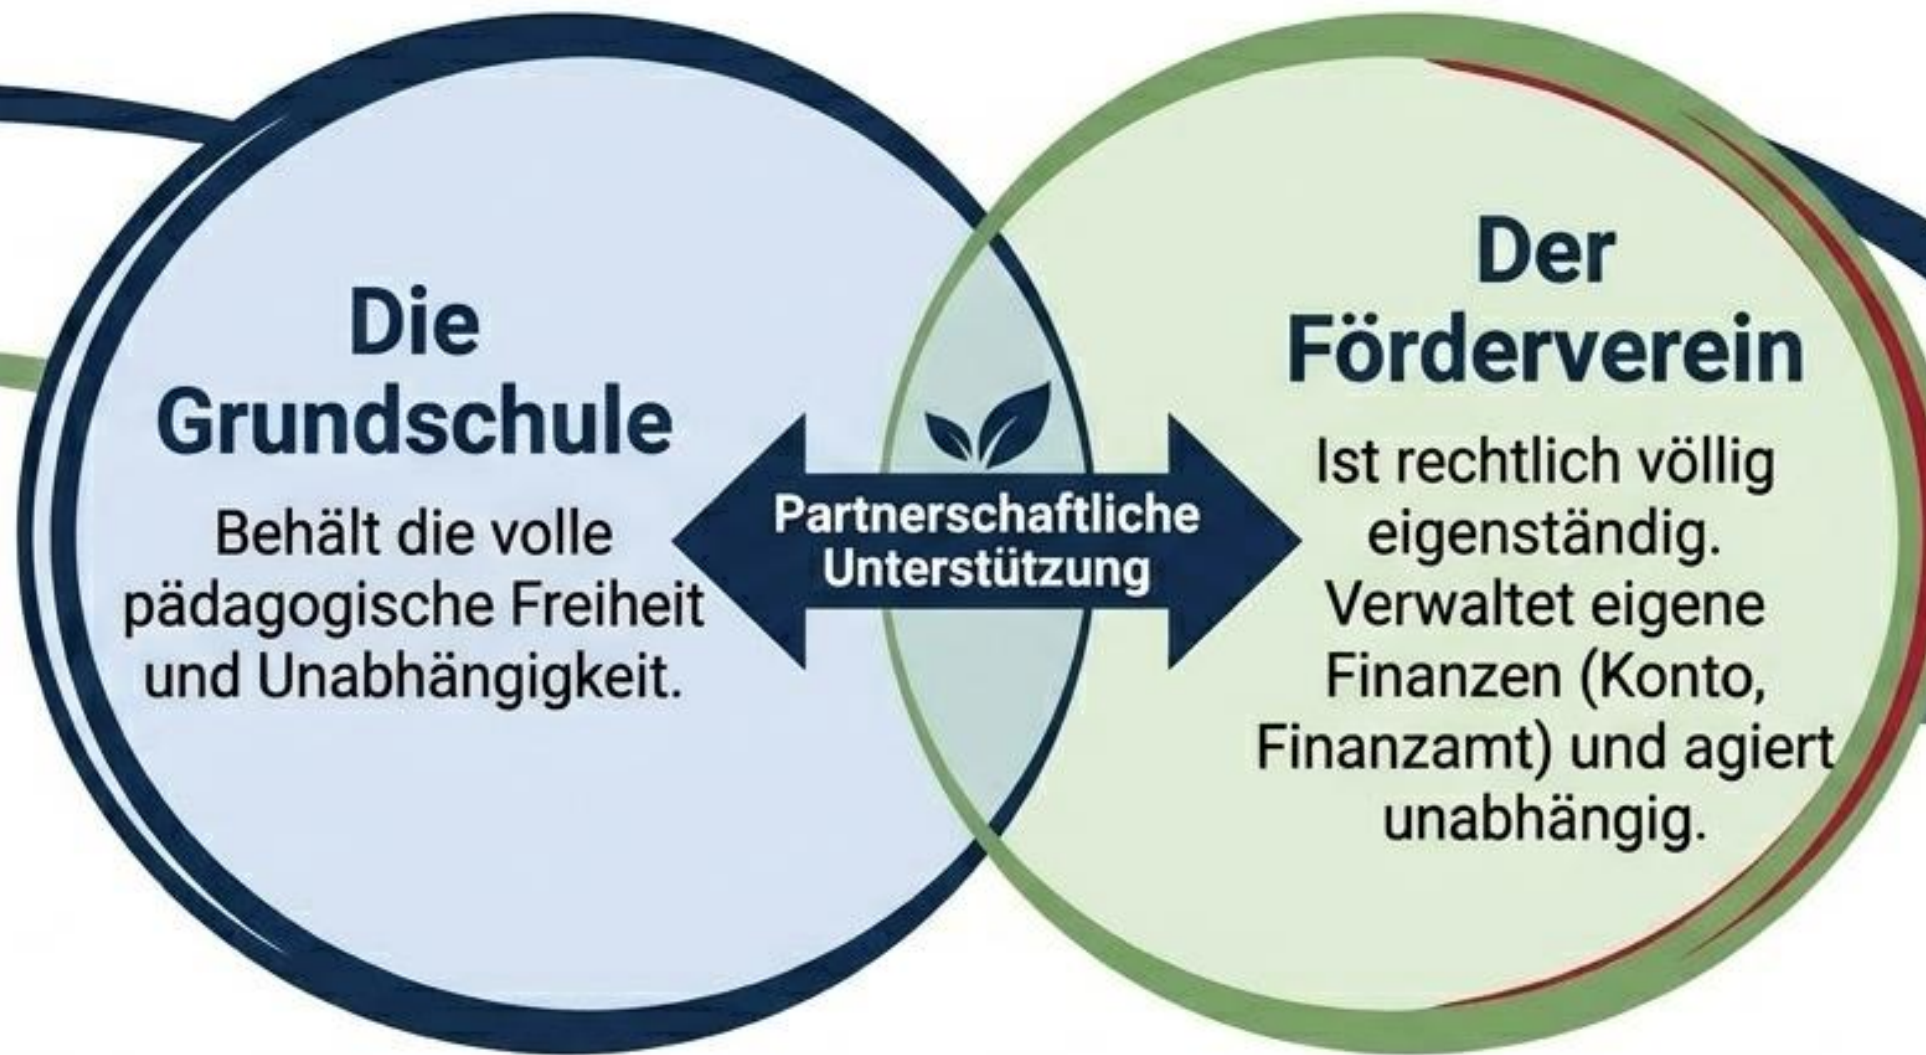 Die
Grundschule
Behält die volle
pädagogische Freiheit
und Unabhängigkeit.
Partnerschaftliche
Unterstützung
Der
Förderverein
Ist rechtlich völlig
eigenständig.
Verwaltet eigene
Finanzen (Konto,
Finanzamt) und agiert
unabhängig.